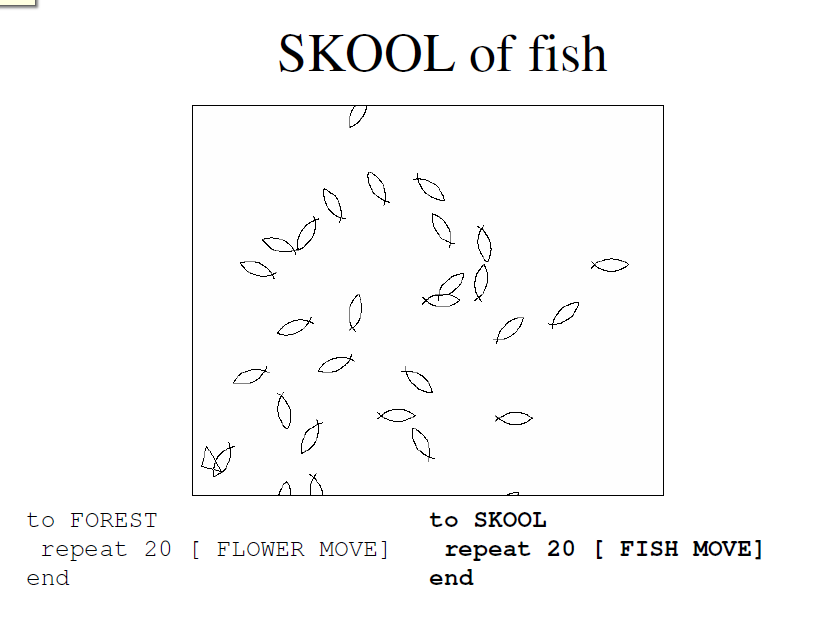 SKOOL of fish
to FOREST
repeat 20 [ FLOWER MOVE]
end
to SKOOL
repeat 20 [ FISH MOVE]
end